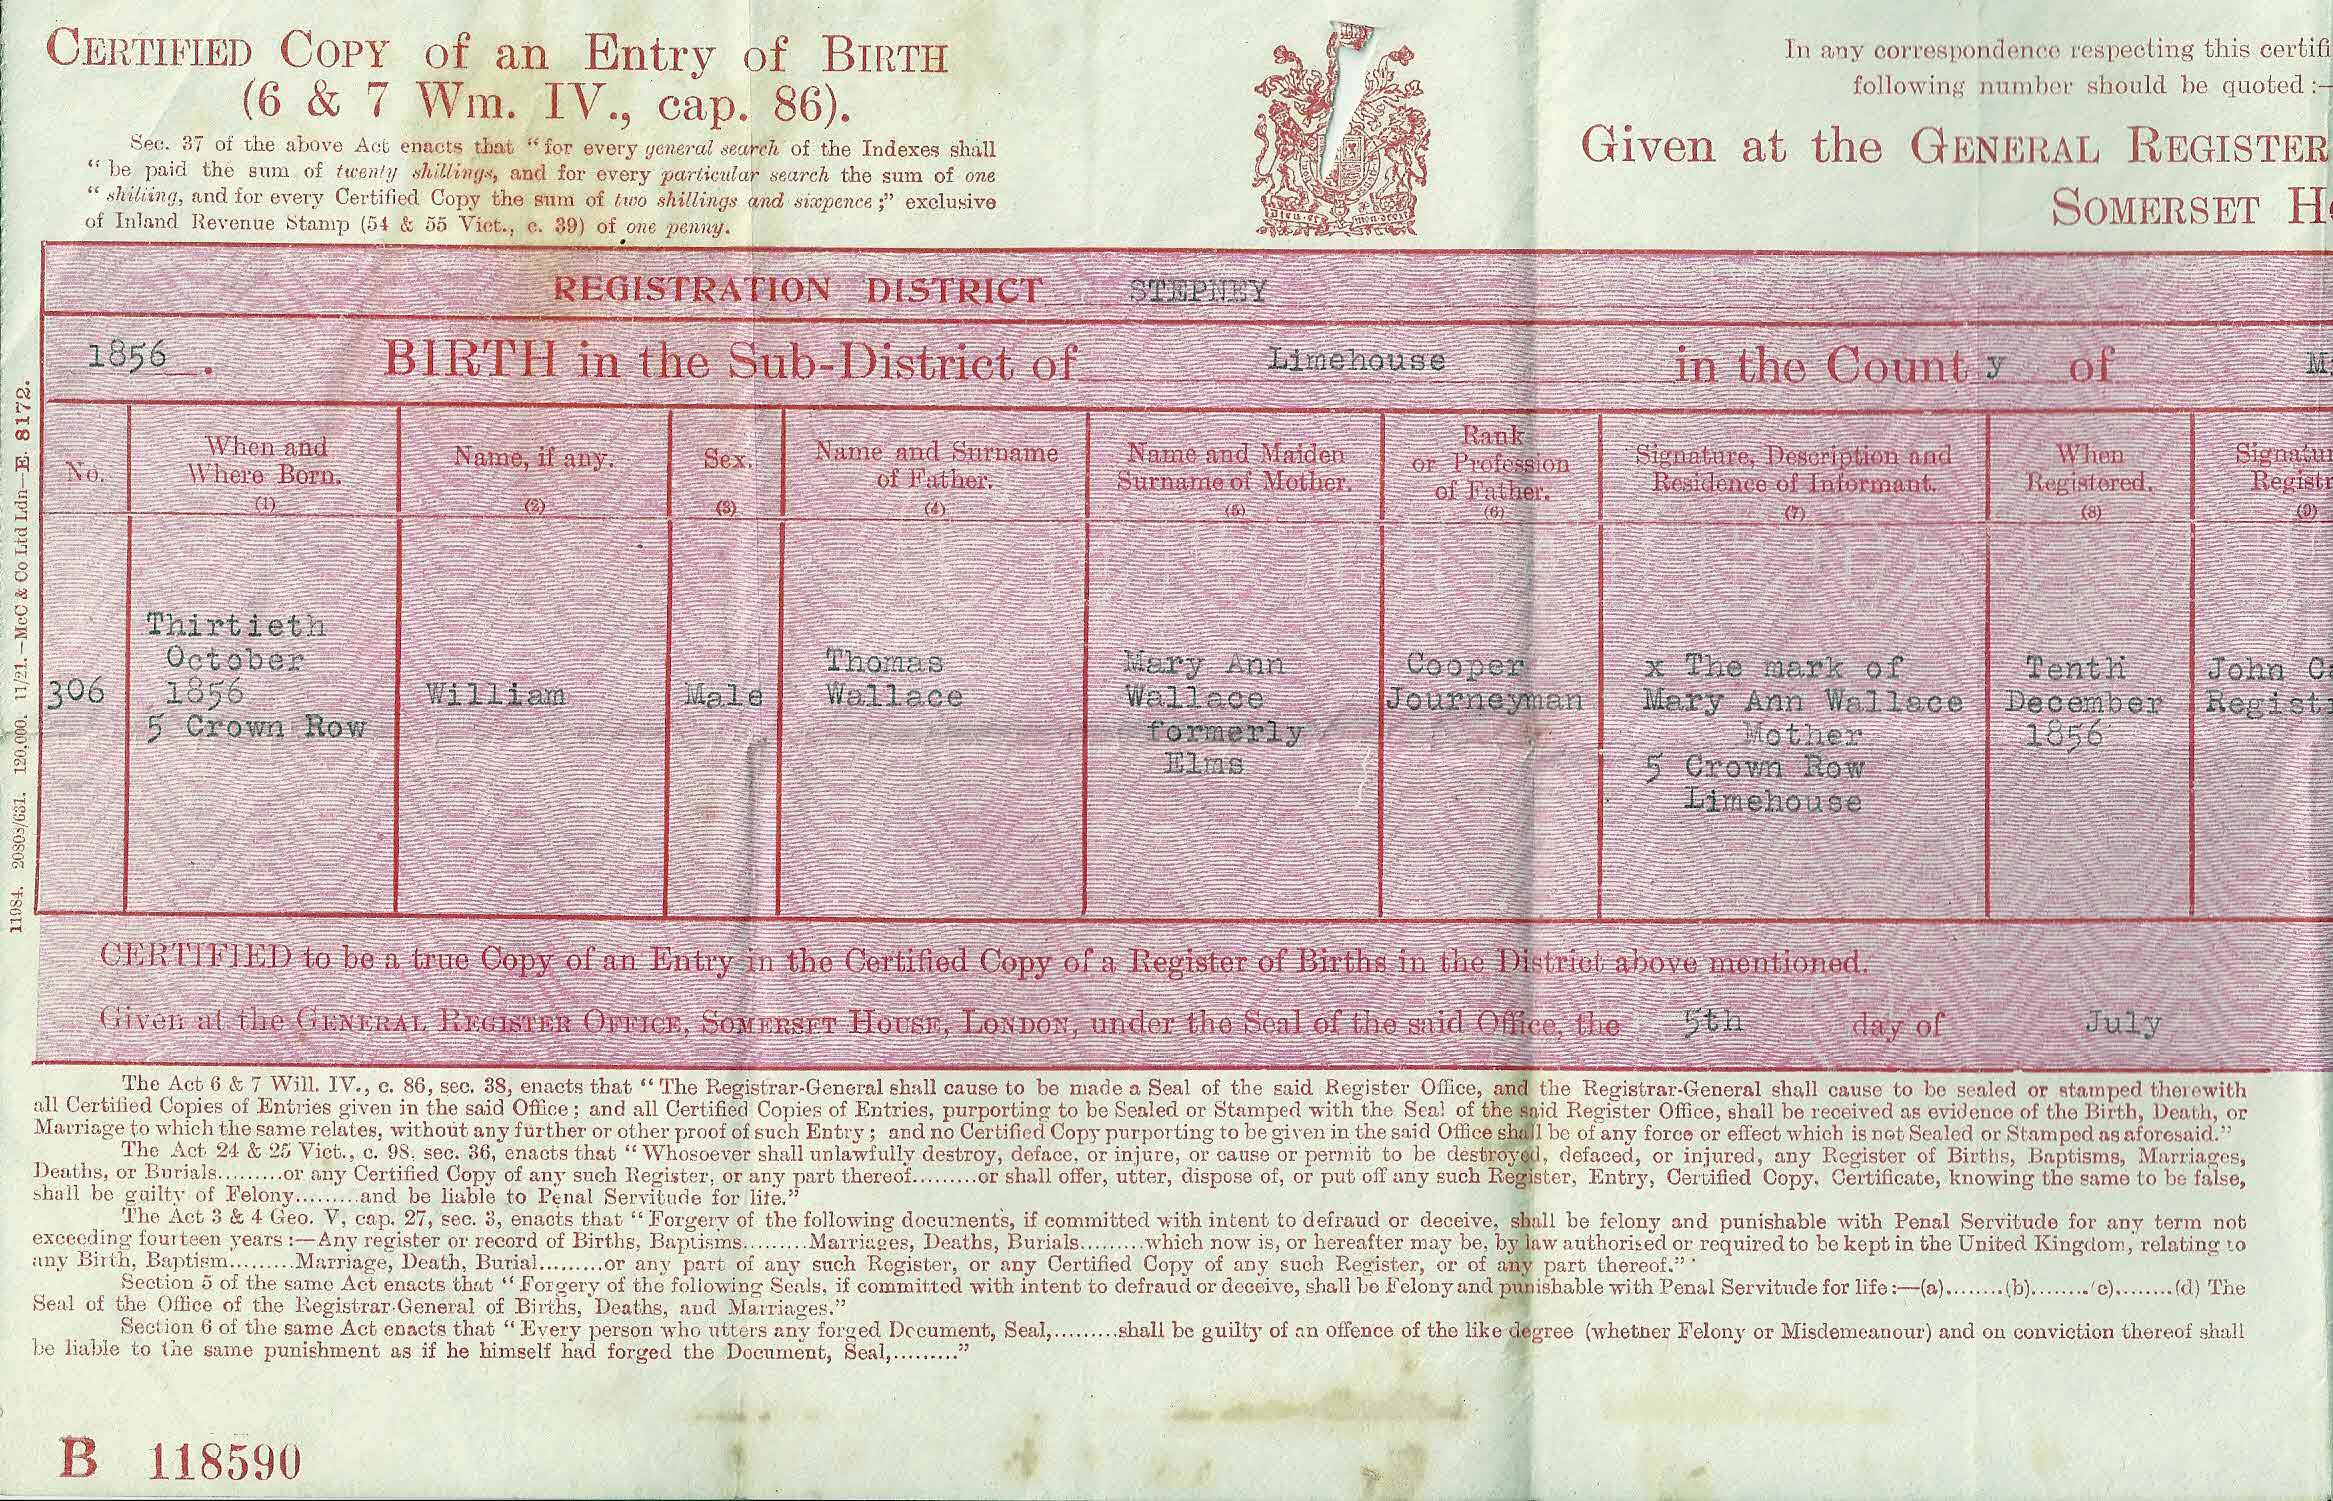 CERTIFIED COPY of an Entry of BIRTH
(6 & 7 Wm. IV., cap. 86).
Sec. 37 of the above Act enacts that "for every general search of the Indexes shall
"be paid the sum of twenty shillings, and for every particular search the sum of one
"shilling, and for every Certified Copy the sum of two shillings and sixpence;" exclusive
of Inland Revenue Stamp (54 & 55 Vict., c. 39) of one penny.
In any correspondence respecting this certifi
following number should be quoted :—
Given at the GENERAL REGISTER
SOMERSET H
REGISTRATION DISTRICT STEPNEY
1856. BIRTH in the Sub-District of Limehouse in the County of M
No.
When and
Where Born.
(1)
Name, if any.
(2)
Sex.
(3)
Name and Surname
of Father.
(4)
Name and Maiden
Surname of Mother.
(5)
Rank
or Profession
of Father.
(6)
Signature, Description and
Residence of Informant.
(7)
When
Registered.
(8)
Signatur
Registr
(9)
306
Thirtieth
October
1856
5 Crown Row
William
Male
Thomas
Wallace
Mary Ann
Wallace
formerly
Elms
Cooper
Journeyman
x The mark of
Mary Ann Wallace
Mother
5 Crown Row
Limehouse
Tenth
December
1856
John C
Regist
CERTIFIED to be a true Copy of an Entry in the Certified Copy of a Register of Births in the District above mentioned.
Given at the GENERAL REGISTER OFFICE, SOMERSET HOUSE, LONDON, under the Seal of the said Office, the 5th day of July
The Act 6 & 7 Will. IV., c. 86, sec. 38, enacts that "The Registrar-General shall cause to be made a Seal of the said Register Office, and the Registrar-General shall cause to be sealed or stamped therewith
all Certified Copies of Entries given in the said Office; and all Certified Copies of Entries, purporting to be Sealed or Stamped with the Seal of the said Register Office, shall be received as evidence of the Birth, Death, or
Marriage to which the same relates, without any further or other proof of such Entry; and no Certified Copy purporting to be given in the said Office shall be of any force or effect which is not Sealed or Stamped as aforesaid."
The Act 24 & 25 Vict., c. 98, sec. 36, enacts that "Whosoever shall unlawfully destroy, deface, or injure, or cause or permit to be destroyed, defaced, or injured, any Register of Births, Baptisms, Marriages,
Deaths, or Burials.........or any Certified Copy of any such Register, or any part thereof.........or shall offer, utter, dispose of, or put off any such Register, Entry, Certified Copy, Certificate, knowing the same to be false,
shall be guilty of Felony.........and be liable to Penal Servitude for life."
The Act 3 & 4 Geo. V, cap. 27, sec. 3, enacts that "Forgery of the following documents, if committed with intent to defraud or deceive, shall be felony and punishable with Penal Servitude for any term not
exceeding fourteen years :—Any register or record of Births, Baptisms.........Marriages, Deaths, Burials.........which now is, or hereafter may be, by law authorised or required to be kept in the United Kingdom, relating to
any Birth, Baptism.........Marriage, Death, Burial.........or any part of any such Register, or any Certified Copy of any such Register, or of any part thereof."
Section 5 of the same Act enacts that "Forgery of the following Seals, if committed with intent to defraud or deceive, shall be Felony and punishable with Penal Servitude for life :—(a)........(b)........(c)........(d) The
Seal of the Office of the Registrar-General of Births, Deaths, and Marriages."
Section 6 of the same Act enacts that "Every person who utters any forged Document, Seal,.........shall be guilty of an offence of the like degree (whether Felony or Misdemeanour) and on conviction thereof shall
be liable to the same punishment as if he himself had forged the Document, Seal,........."
B 118590
11984. 20808/631. 120,000. 11/21.—McC & Co Ltd Ldn—E. 8172.